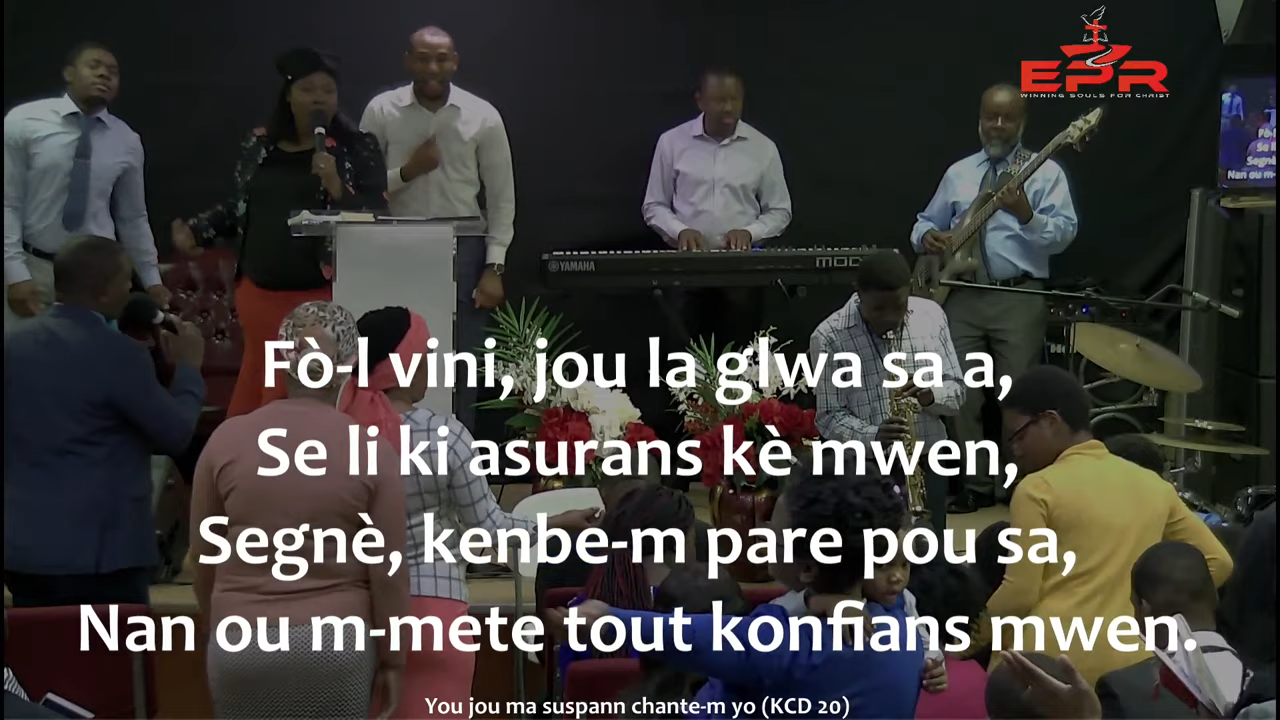 EPR
WINNING SOULS FOR CHRIST
YAMAHA
Fò-l vini, jou la glwa sa a,
Se li ki asurans kè mwen,
Segnè, kenbe-m pare pou sa,
Nan ou m-mete tout konfians mwen.
You jou ma suspann chante-m yo (KCD 20)